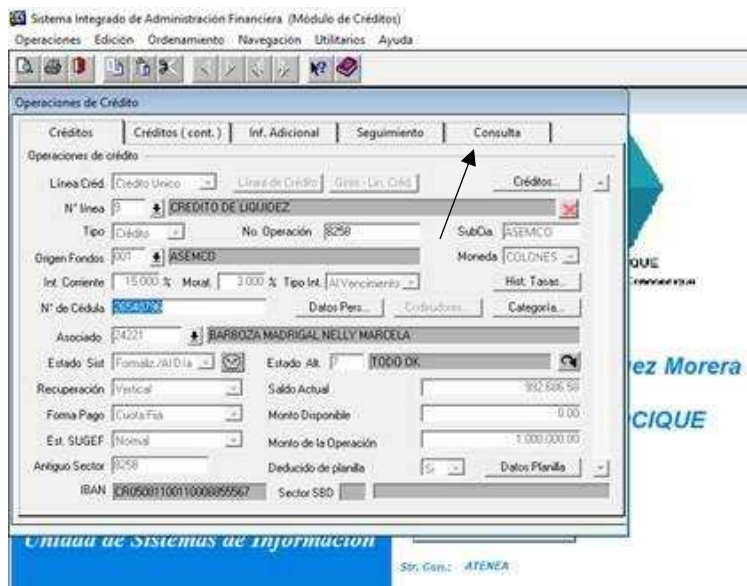 Sistema Integrado de Administración Financiera (Módulo de Créditos)
Operaciones Edición Ordenamiento Navegación Utilitarios Ayuda
Operaciones de Crédito
Créditos Créditos ( cont. ) Inf. Adicional Seguimiento Consulta
Operaciones de crédito
Línea Créd. Crédito Unico Línea de Crédito Giros - Lin. Créd. Créditos...
N° línea 9 CREDITO DE LIQUIDEZ
Tipo Crédito No. Operación 8258 SubCia. ASEMCO
Origen Fondos 001 ASEMCO Moneda COLONES
Int. Corriente 15.000 % Morat. 3.000 % Tipo Int. Al Vencimiento Hist. Tasas...
N° de Cédula 26540796 Datos Pers... Codeudores... Categoría...
Asociado 24221 BARBOZA MADRIGAL NELLY MARCELA
Estado Sist Formaliz./Al Día Estado Alt. TODO OK
Recuperación Vertical Saldo Actual 992.686.58
Forma Pago Cuota Fija Monto Disponible 0.00
Est. SUGEF Normal Monto de la Operación 1.000.000.00
Antiguo Sector 8258 Deducido de planilla Si Datos Planilla
IBAN CR05081100110008855567 Sector SBD
QUE
ez Morera
CIQUE
Unidad de Sistemas de Información
Str. Con.: ATENEA